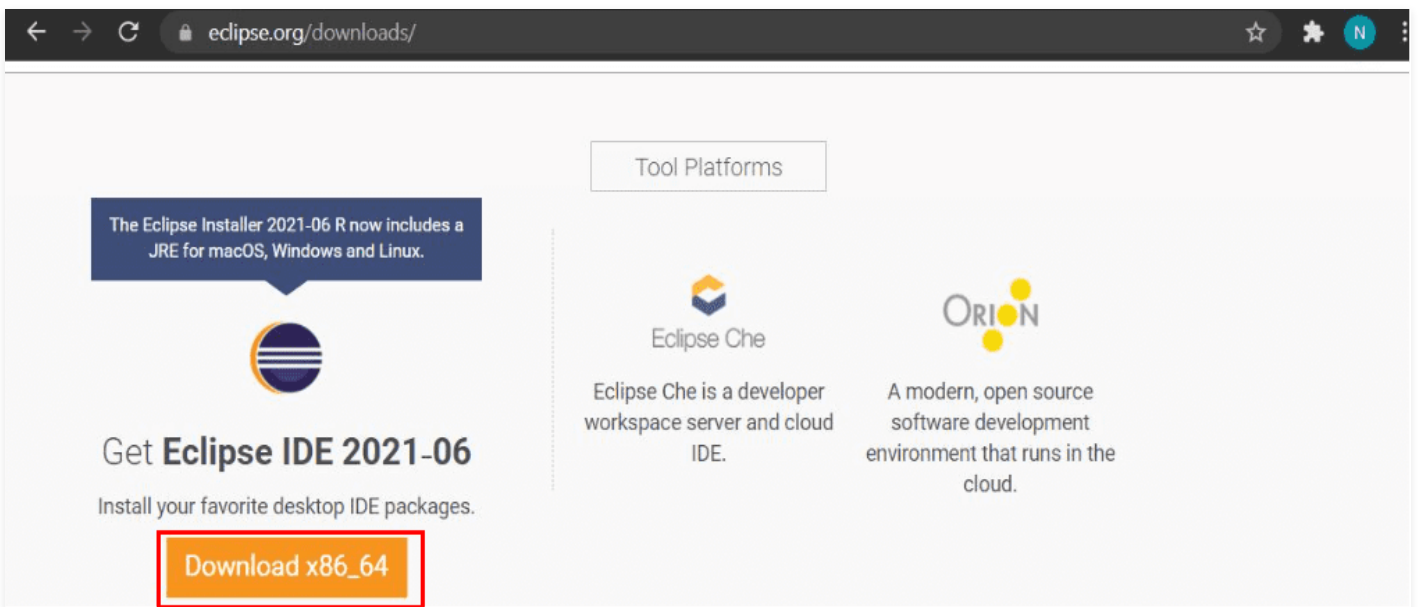 eclipse.org/downloads/
N
Tool Platforms
The Eclipse Installer 2021-06 R now includes a
JRE for macOS, Windows and Linux.
Get Eclipse IDE 2021-06
Install your favorite desktop IDE packages.
Download x86_64
Eclipse Che
Eclipse Che is a developer
workspace server and cloud
IDE.
ORION
A modern, open source
software development
environment that runs in the
cloud.